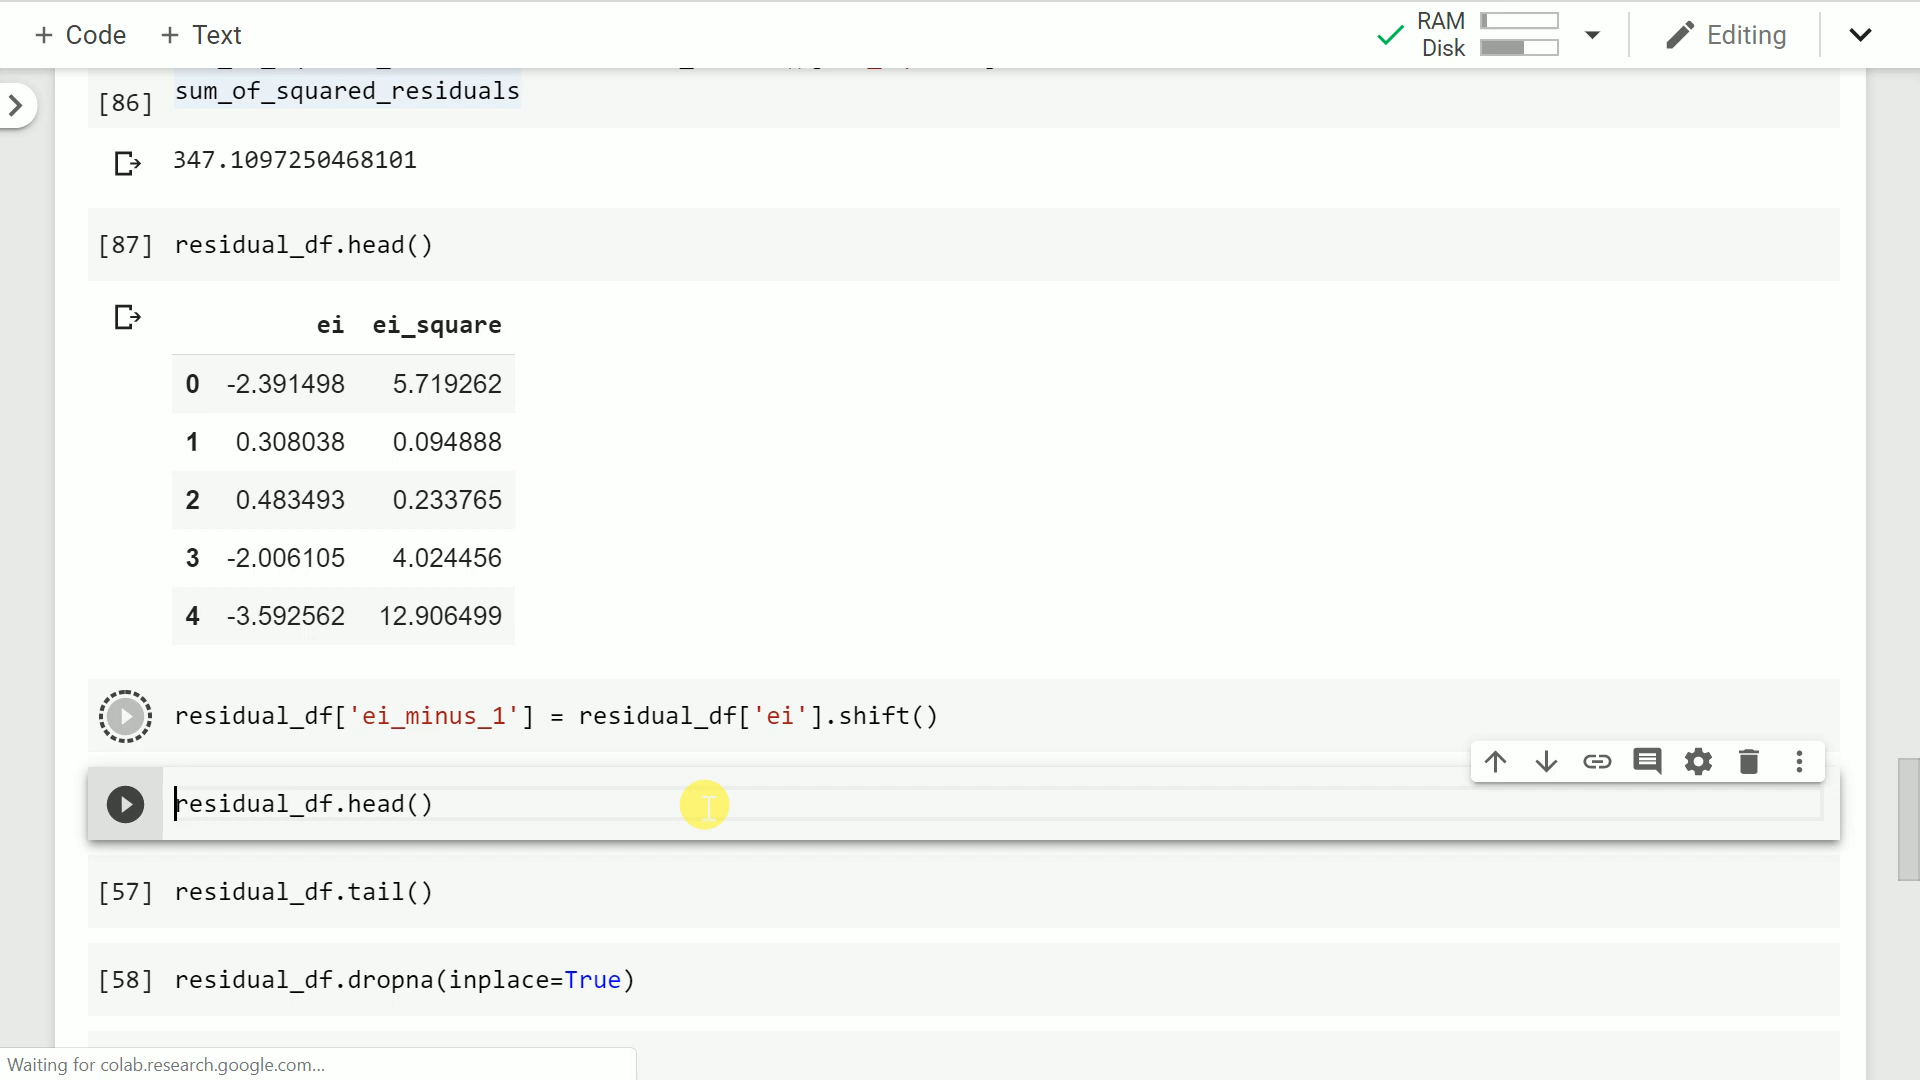 + Code + Text
RAM
Disk
Editing
[86] sum_of_squared_residuals
347.1097250468101
[87] residual_df.head()
ei ei_square
0 -2.391498 5.719262
1 0.308038 0.094888
2 0.483493 0.233765
3 -2.006105 4.024456
4 -3.592562 12.906499
residual_df['ei_minus_1'] = residual_df['ei'].shift()
residual_df.head()
[57] residual_df.tail()
[58] residual_df.dropna(inplace=True)
Waiting for colab.research.google.com...